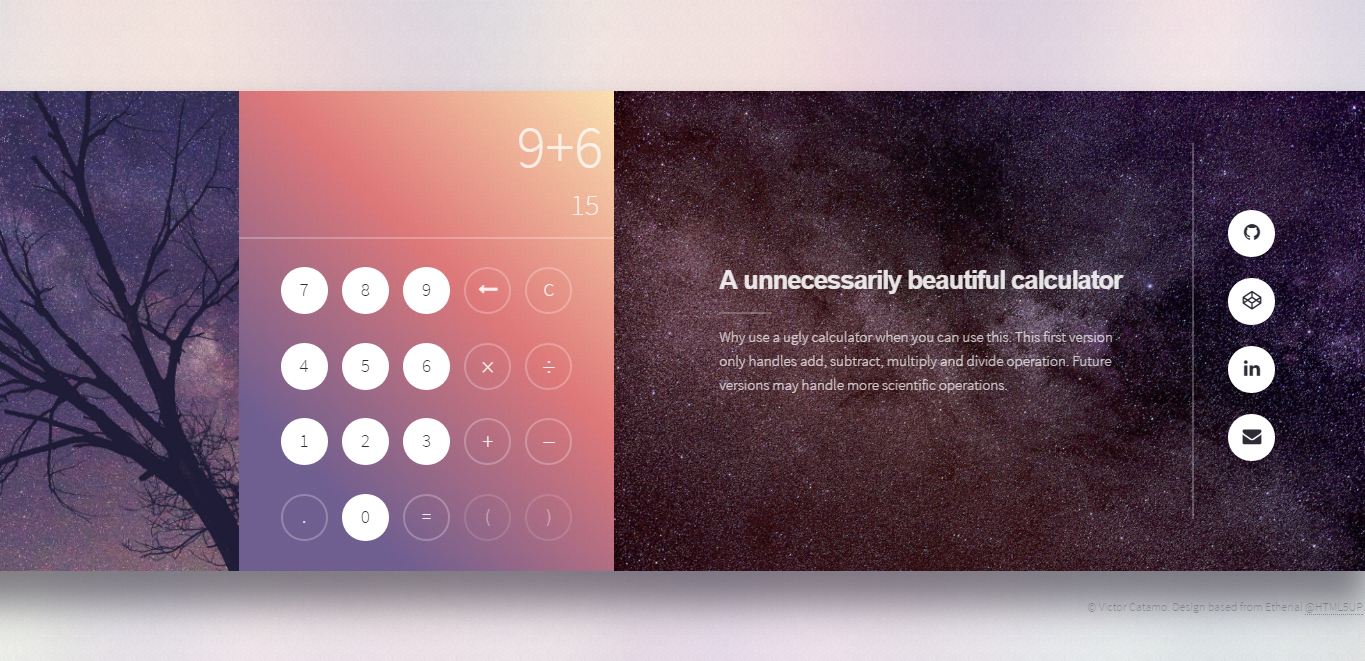 9+6
15
7 8 9 C
4 5 6 × ÷
1 2 3 + –
. 0 = ( )
A unnecessarily beautiful calculator
Why use a ugly calculator when you can use this. This first version
only handles add, subtract, multiply and divide operation. Future
versions may handle more scientific operations.
in
© Victor Catamo. Design based from Etherial @HTML5UP